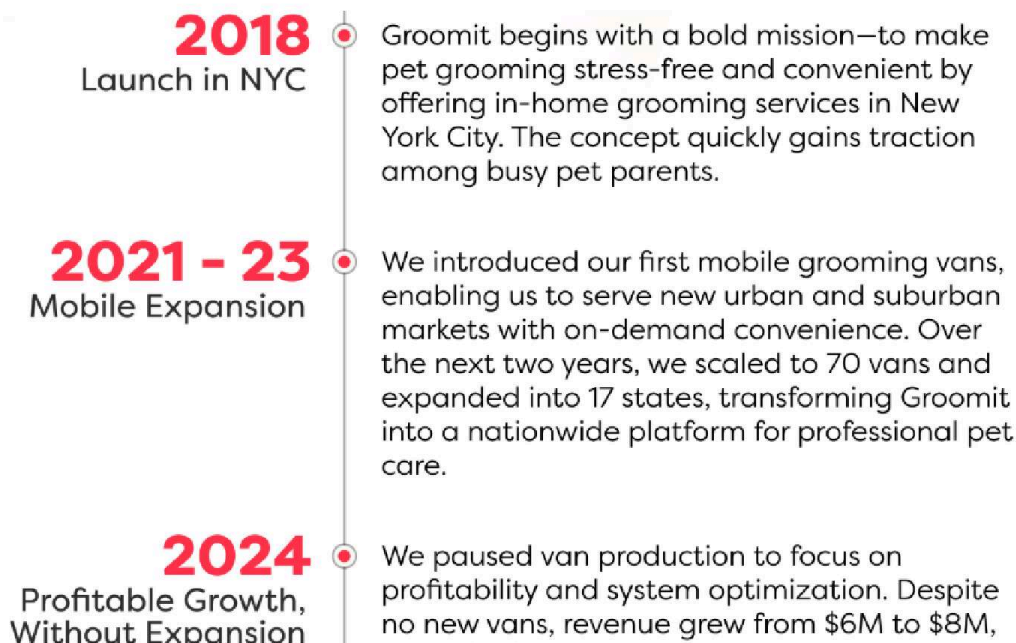 2018
Launch in NYC
Groomit begins with a bold mission—to make
pet grooming stress-free and convenient by
offering in-home grooming services in New
York City. The concept quickly gains traction
among busy pet parents.
2021 - 23
Mobile Expansion
We introduced our first mobile grooming vans,
enabling us to serve new urban and suburban
markets with on-demand convenience. Over
the next two years, we scaled to 70 vans and
expanded into 17 states, transforming Groomit
into a nationwide platform for professional pet
care.
2024
Profitable Growth,
Without Expansion
We paused van production to focus on
profitability and system optimization. Despite
no new vans, revenue grew from $6M to $8M,